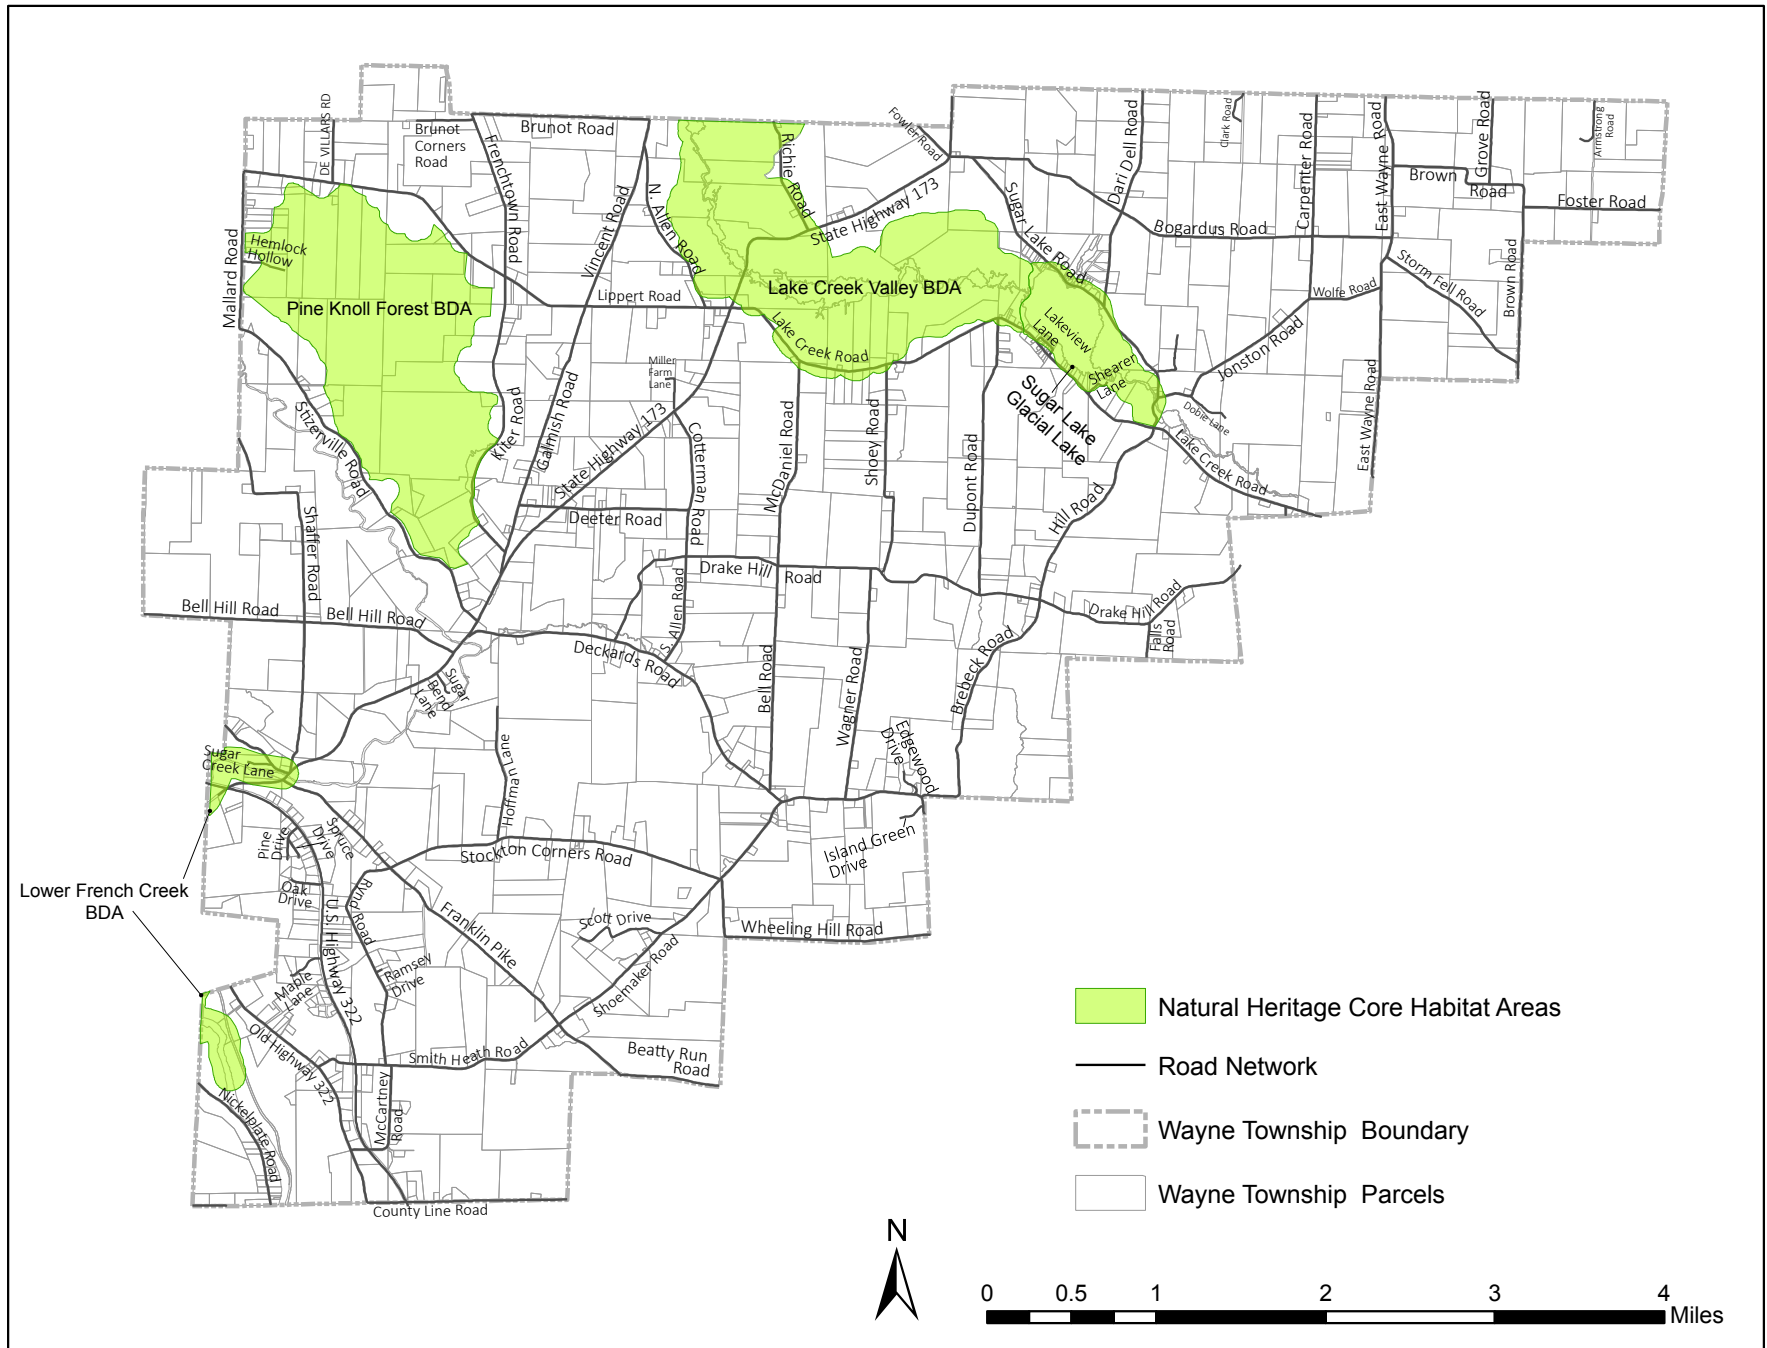 DE VILLARS RD
Brunot
Corners
Road
Brunot Road
Frenchtown Road
Vincent Road
N. Allen Road
Richie Road
Fowler Road
State Highway 173
Sugar Lake Road
Dari Dell Road
Clark Road
Carpenter Road
East Wayne Road
Grove Road
Armstrong
Road
Brown
Road
Foster Road
Bogardus Road
Storm Fell Road
Brown Road
Wolfe Road
Jonston Road
East Wayne Road
Mallard Road
Hemlock
Hollow
Pine Knoll Forest BDA
Lippert Road
Lake Creek Valley BDA
Lake Creek Road
Lakeview
Lane
Shearer
Lane
Sugar Lake
Glacial Lake
Dobie Lane
Lake Creek Road
Miller
Farm
Lane
Kiter Road
Galmish Road
State Highway 173
Cotterman Road
McDaniel Road
Shoey Road
Dupont Road
Hill Road
Stizerville Road
Shaffer Road
Deeter Road
Drake Hill
Road
Drake Hill Road
Falls
Road
Bell Hill Road
Bell Hill Road
S. Allen Road
Deckards Road
Bell Road
Wagner Road
Brebeck Road
Edgewood
Drive
Sugar
Bend
Lane
Hoffman Lane
Sugar
Creek Lane
Island Green
Drive
Pine
Drive
Spruce
Drive
Stockton Corners Road
Oak
Drive
Lower French Creek
BDA
U.S. Highway 322
Rynd Road
Franklin Pike
Scott Drive
Wheeling Hill Road
Shoemaker Road
Maple
Lane
Ramsey
Drive
Old Highway 322
Smith Heath Road
Beatty Run
Road
McCartney
Road
Nickelplate Road
County Line Road
Natural Heritage Core Habitat Areas
Road Network
Wayne Township Boundary
Wayne Township Parcels
N
0 0.5 1 2 3 4
Miles